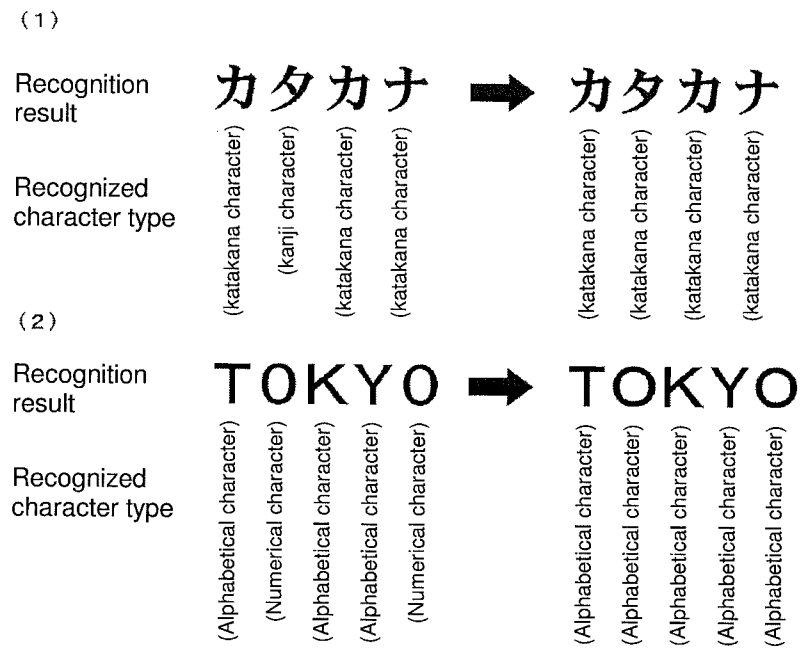 (1)
Recognition result
カ夕カナ
カタカナ
Recognized character type
(katakana character)
(kanji character)
(katakana character)
(katakana character)
(katakana character)
(katakana character)
(katakana character)
(katakana character)
(2)
Recognition result
T0KY0
TOKYO
Recognized character type
(Alphabetical character)
(Numerical character)
(Alphabetical character)
(Alphabetical character)
(Numerical character)
(Alphabetical character)
(Alphabetical character)
(Alphabetical character)
(Alphabetical character)
(Alphabetical character)